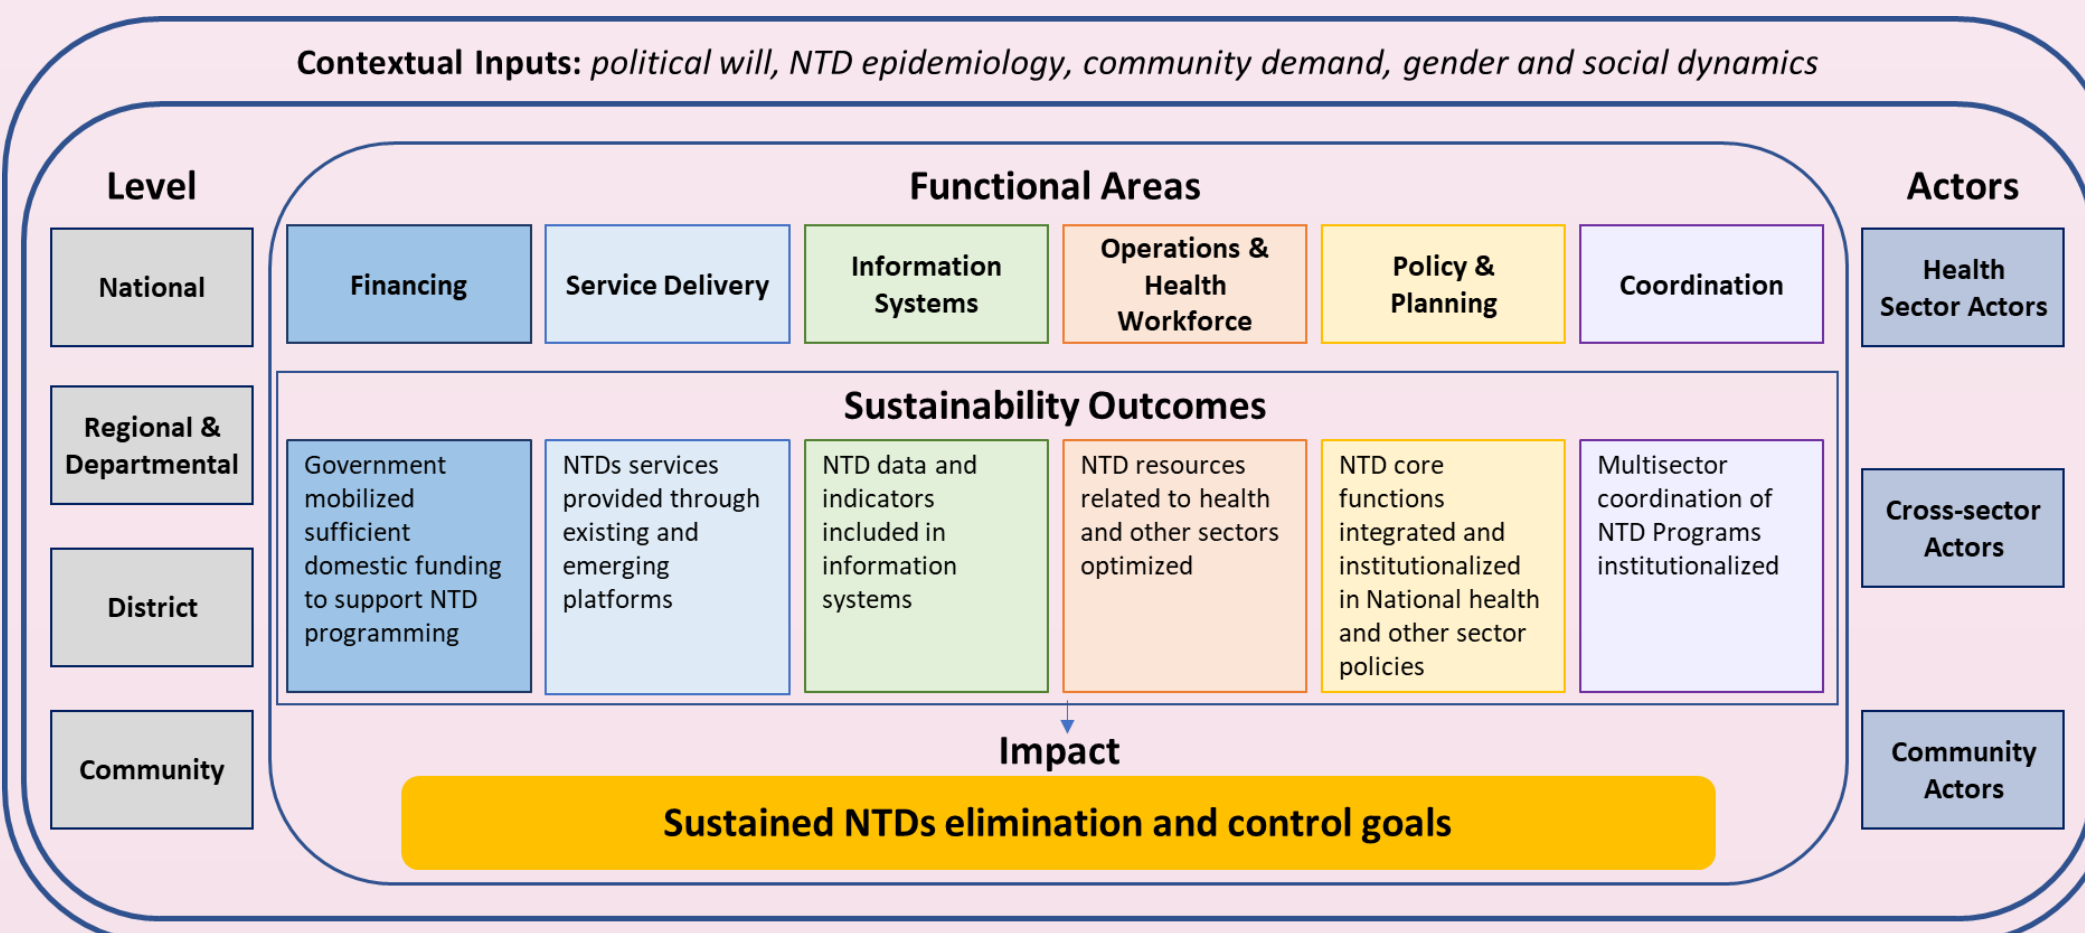 Contextual Inputs: political will, NTD epidemiology, community demand, gender and social dynamics
Level
National
Regional &
Departmental
District
Community
Functional Areas
Financing
Service Delivery
Information
Systems
Operations &
Health
Workforce
Policy &
Planning
Coordination
Sustainability Outcomes
Government
mobilized
sufficient
domestic funding
to support NTD
programming
NTDs services
provided through
existing and
emerging
platforms
NTD data and
indicators
included in
information
systems
NTD resources
related to health
and other sectors
optimized
NTD core
functions
integrated and
institutionalized
in National health
and other sector
policies
Multisector
coordination of
NTD Programs
institutionalized
Impact
Sustained NTDs elimination and control goals
Actors
Health
Sector Actors
Cross-sector
Actors
Community
Actors